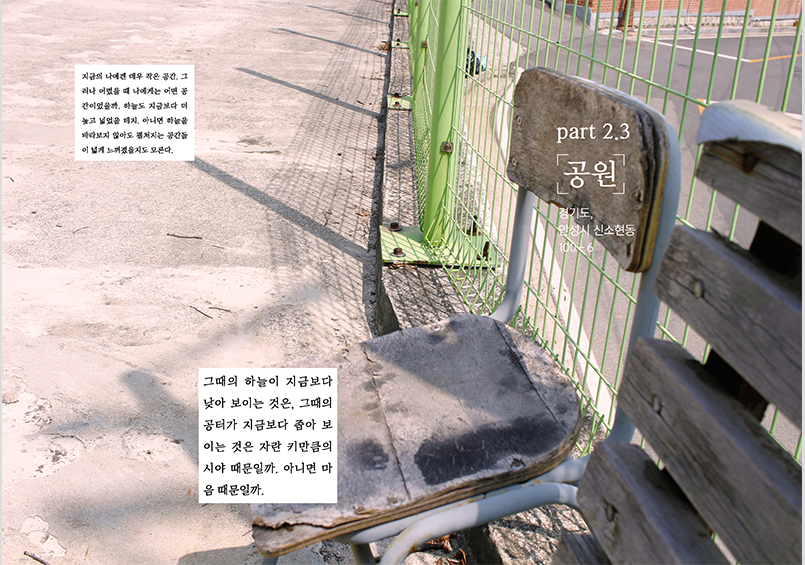 지금의 나에겐 매우 작은 공간. 그
러나 어렸을 때 나에게는 어떤 공
간이었을까. 하늘도 지금보다 더
높고 넓었을 테지. 아니면 하늘을
바라보지 않아도 펼쳐지는 공간들
이 넓게 느껴졌을지도 모른다.
part 2.3
공원
경기도,
안성시 신소현동
100-6
그때의 하늘이 지금보다
낮아 보이는 것은, 그때의
공터가 지금보다 좁아 보
이는 것은 자란 키만큼의
시야 때문일까. 아니면 마
음 때문일까.